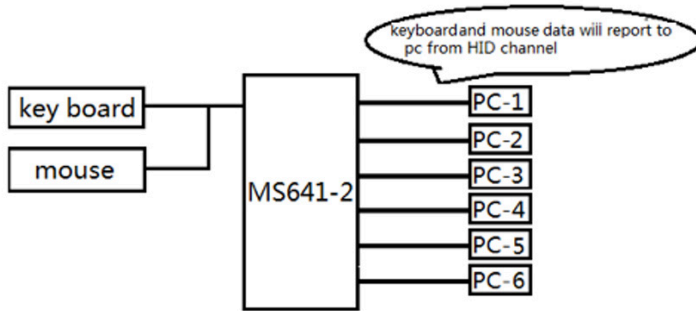 keyboardand mouse data will report to
pc from HID channel
key board
mouse
MS641-2
PC-1
PC-2
PC-3
PC-4
PC-5
PC-6